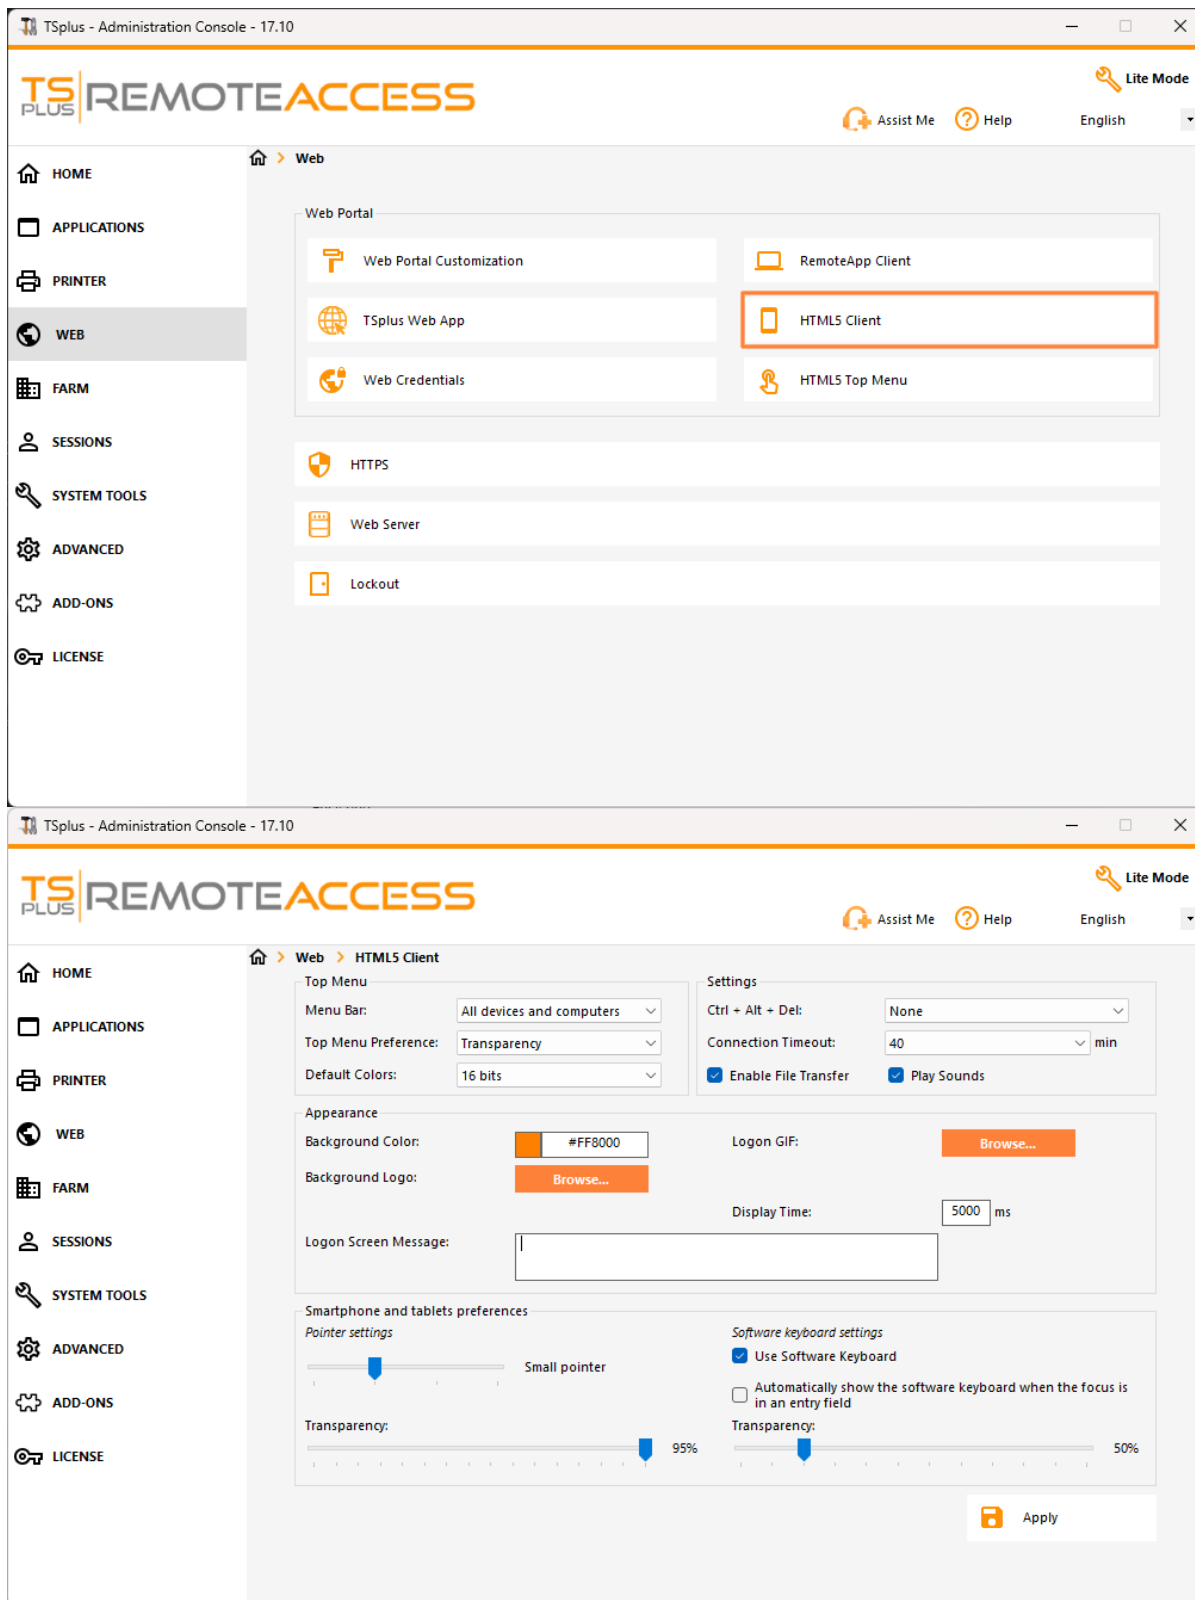 TSplus - Administration Console - 17.10
TS PLUS REMOTEACCESS
Lite Mode
Assist Me
Help
English
HOME
APPLICATIONS
PRINTER
WEB
FARM
SESSIONS
SYSTEM TOOLS
ADVANCED
ADD-ONS
LICENSE
Web
Web Portal
Web Portal Customization
RemoteApp Client
TSplus Web App
HTML5 Client
Web Credentials
HTML5 Top Menu
HTTPS
Web Server
Lockout
TSplus - Administration Console - 17.10
TS PLUS REMOTEACCESS
Lite Mode
Assist Me
Help
English
HOME
APPLICATIONS
PRINTER
WEB
FARM
SESSIONS
SYSTEM TOOLS
ADVANCED
ADD-ONS
LICENSE
Web > HTML5 Client
Top Menu
Menu Bar: All devices and computers
Top Menu Preference: Transparency
Default Colors: 16 bits
Settings
Ctrl + Alt + Del: None
Connection Timeout: 40 min
Enable File Transfer
Play Sounds
Appearance
Background Color: #FF8000
Logon GIF: Browse...
Background Logo: Browse...
Display Time: 5000 ms
Logon Screen Message:
Smartphone and tablets preferences
Pointer settings
Small pointer
Transparency:
95%
Software keyboard settings
Use Software Keyboard
Automatically show the software keyboard when the focus is
in an entry field
Transparency:
50%
Apply